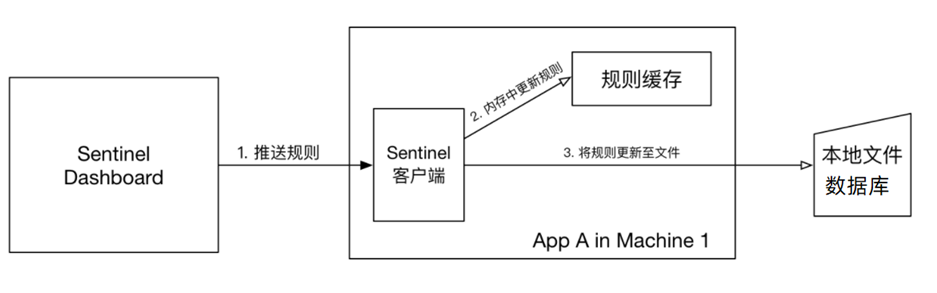 Sentinel
Dashboard
1. 推送规则
Sentinel
客户端
2. 内存中更新规则
规则缓存
3. 将规则更新至文件
本地文件
数据库
App A in Machine 1